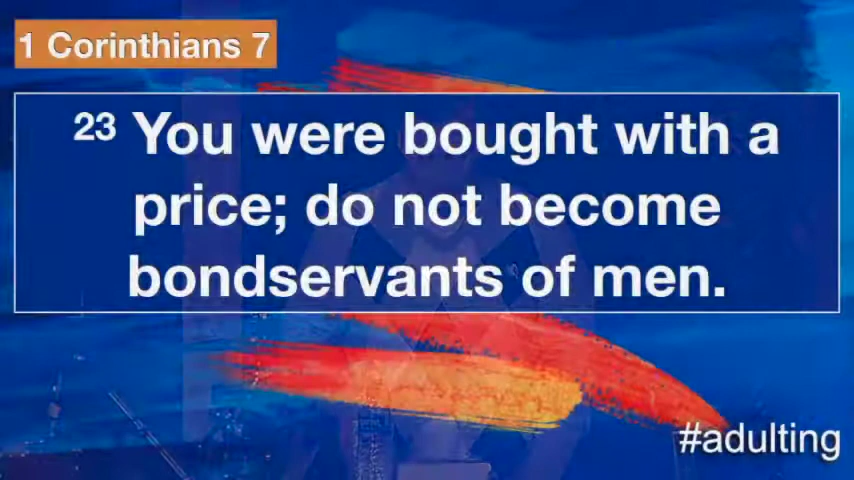 1 Corinthians 7
23 You were bought with a
price; do not become
bondservants of men.
#adulting